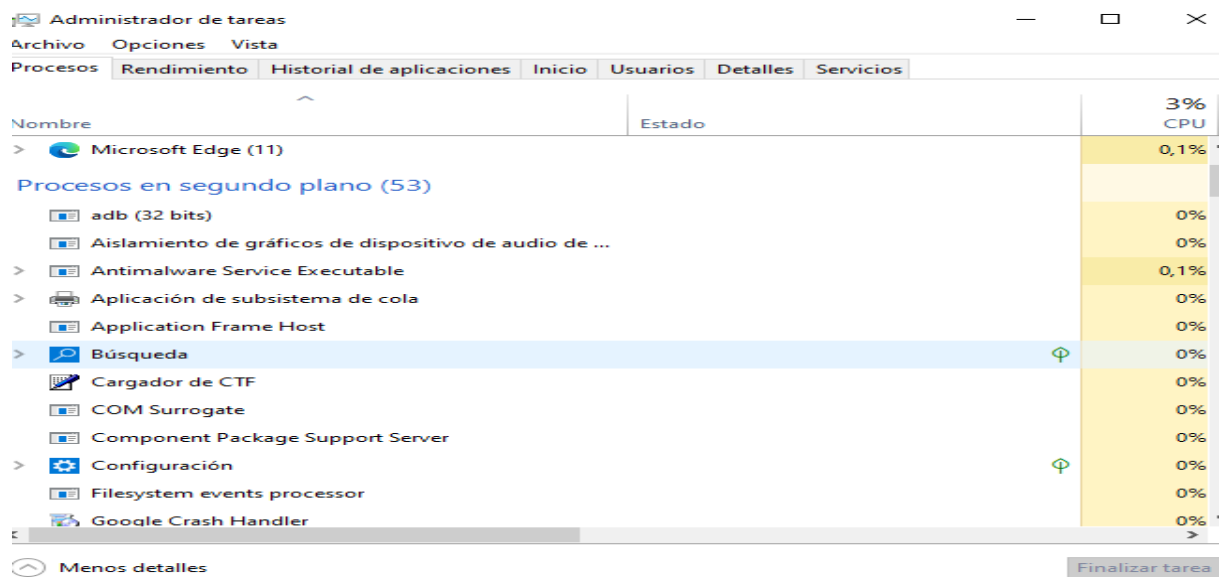 Administrador de tareas
Archivo Opciones Vista
Procesos Rendimiento Historial de aplicaciones Inicio Usuarios Detalles Servicios
3%
Nombre Estado CPU
Microsoft Edge (11) 0,1%
Procesos en segundo plano (53)
adb (32 bits) 0%
Aislamiento de gráficos de dispositivo de audio de ... 0%
Antimalware Service Executable 0,1%
Aplicación de subsistema de cola 0%
Application Frame Host 0%
Búsqueda 0%
Cargador de CTF 0%
COM Surrogate 0%
Component Package Support Server 0%
Configuración 0%
Filesystem events processor 0%
Google Crash Handler 0%
Menos detalles Finalizar tarea